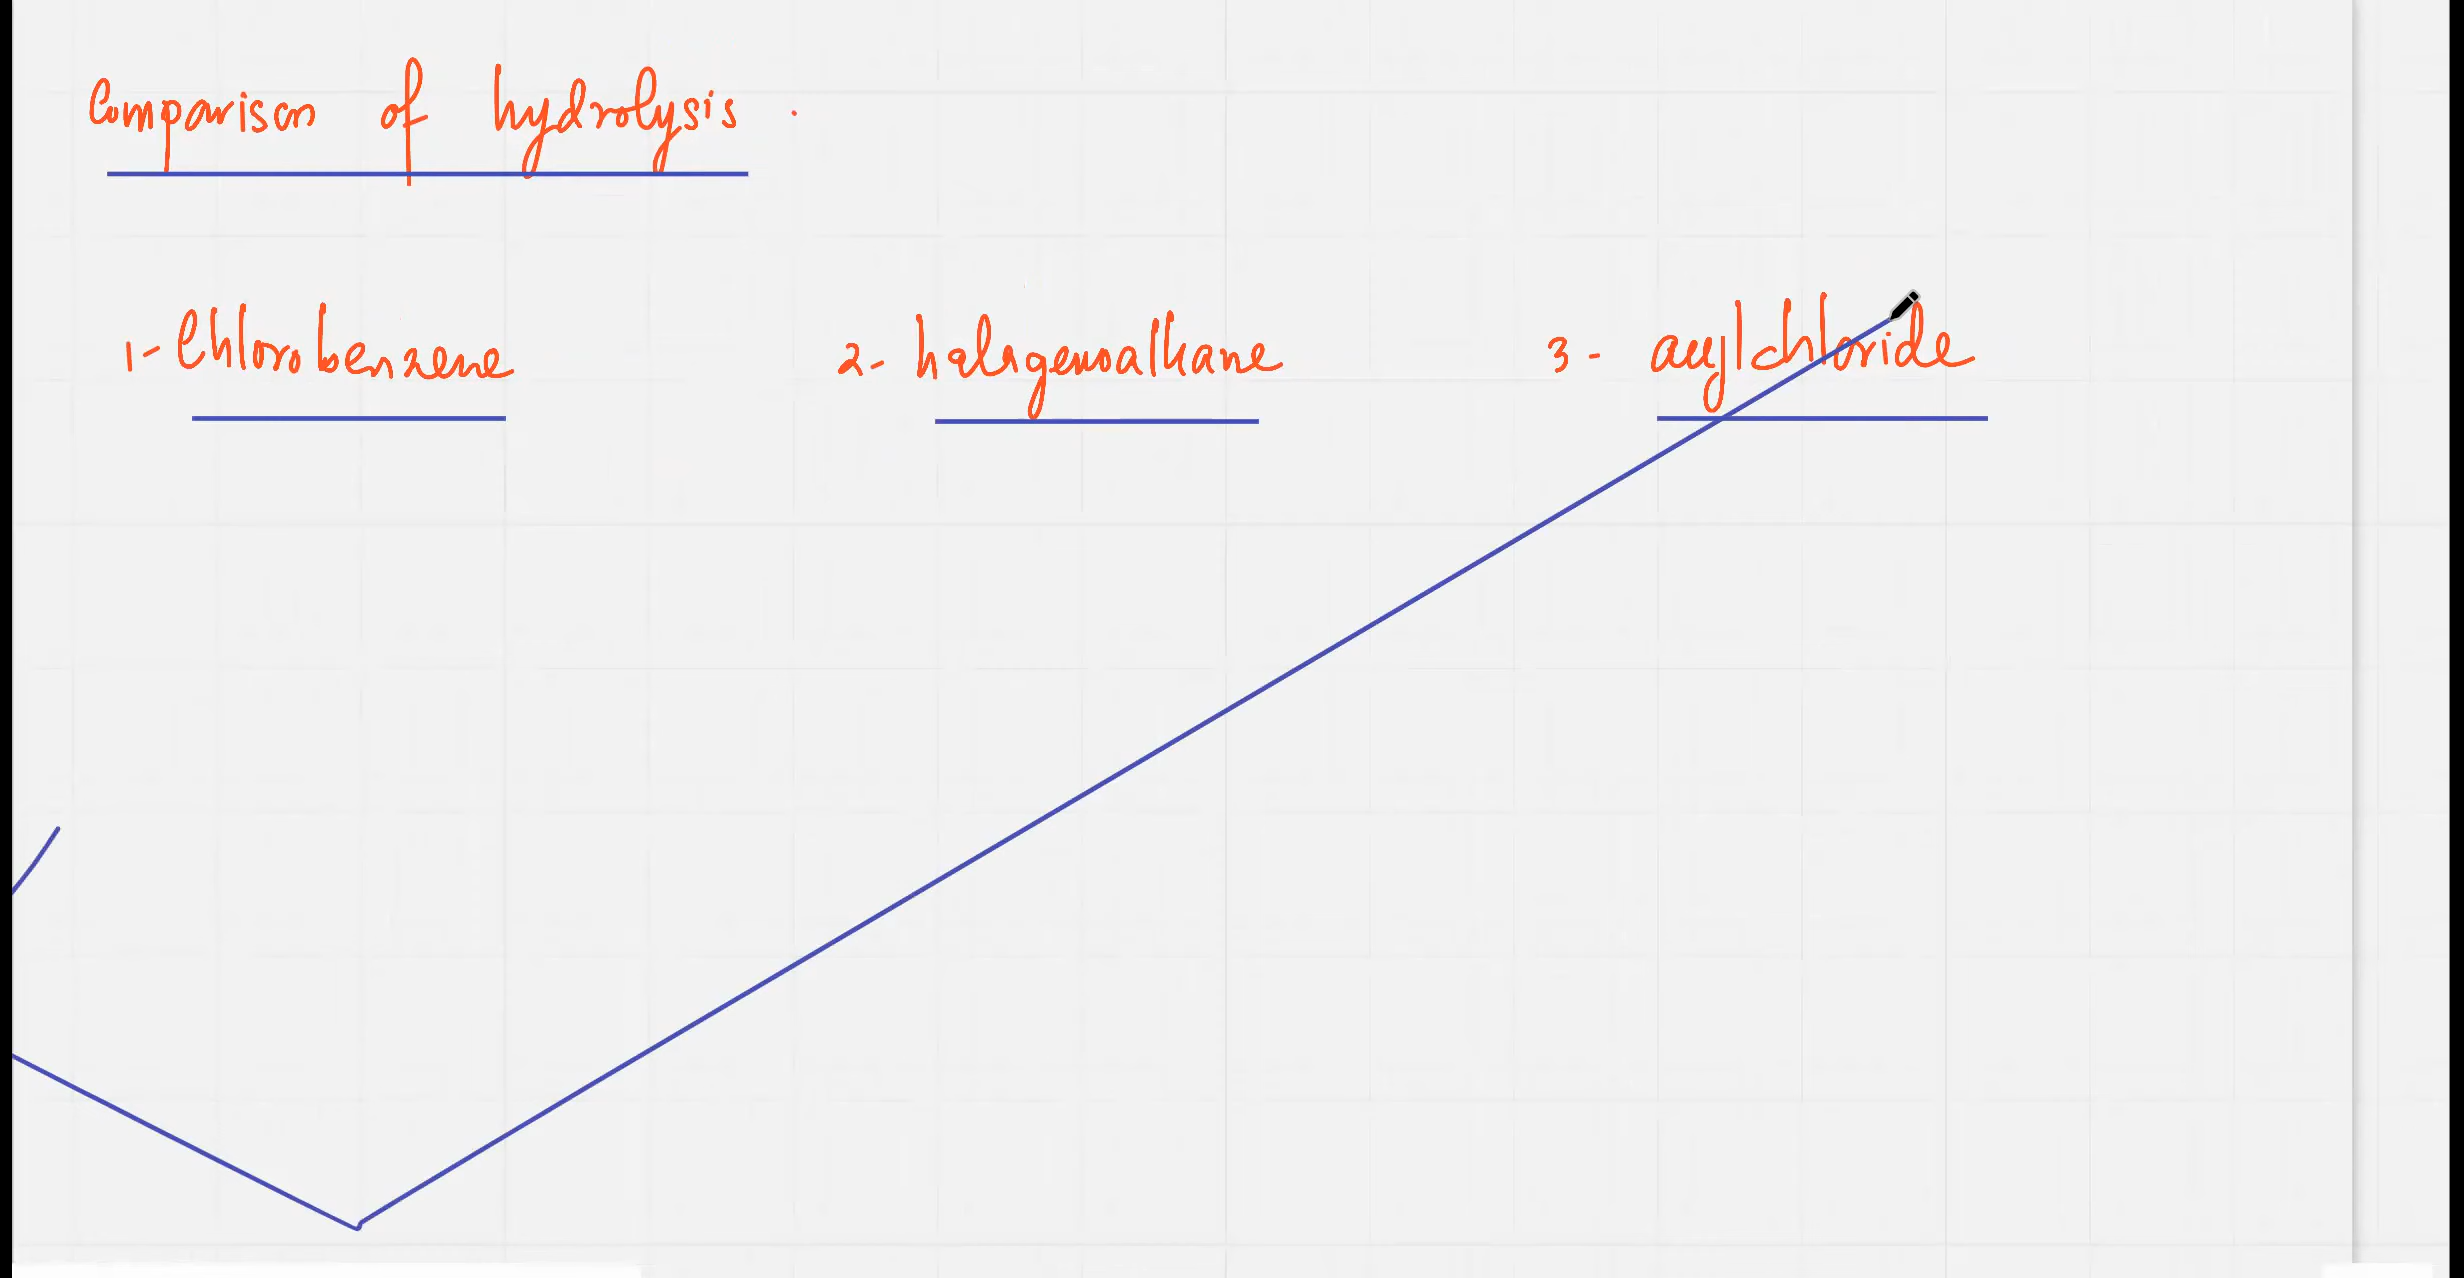 Comparison of hydrolysis.
1- Chlorobenzene 2- halogenoalkane 3- acylchloride